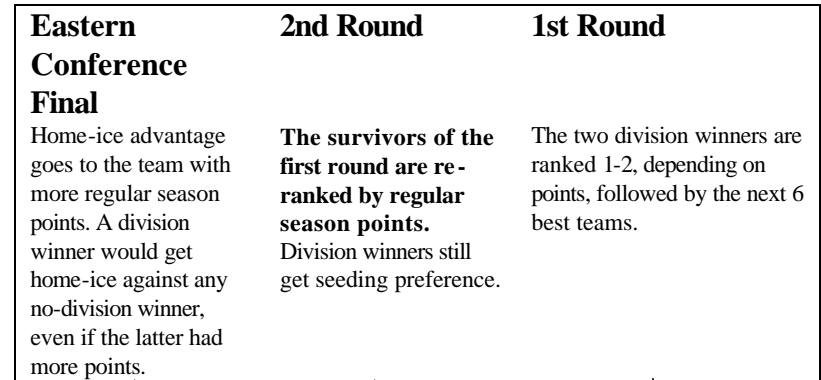 Eastern
Conference
Final
Home-ice advantage
goes to the team with
more regular season
points. A division
winner would get
home-ice against any
no-division winner,
even if the latter had
more points.
2nd Round
The survivors of the
first round are re-
ranked by regular
season points.
Division winners still
get seeding preference.
1st Round
The two division winners are
ranked 1-2, depending on
points, followed by the next 6
best teams.